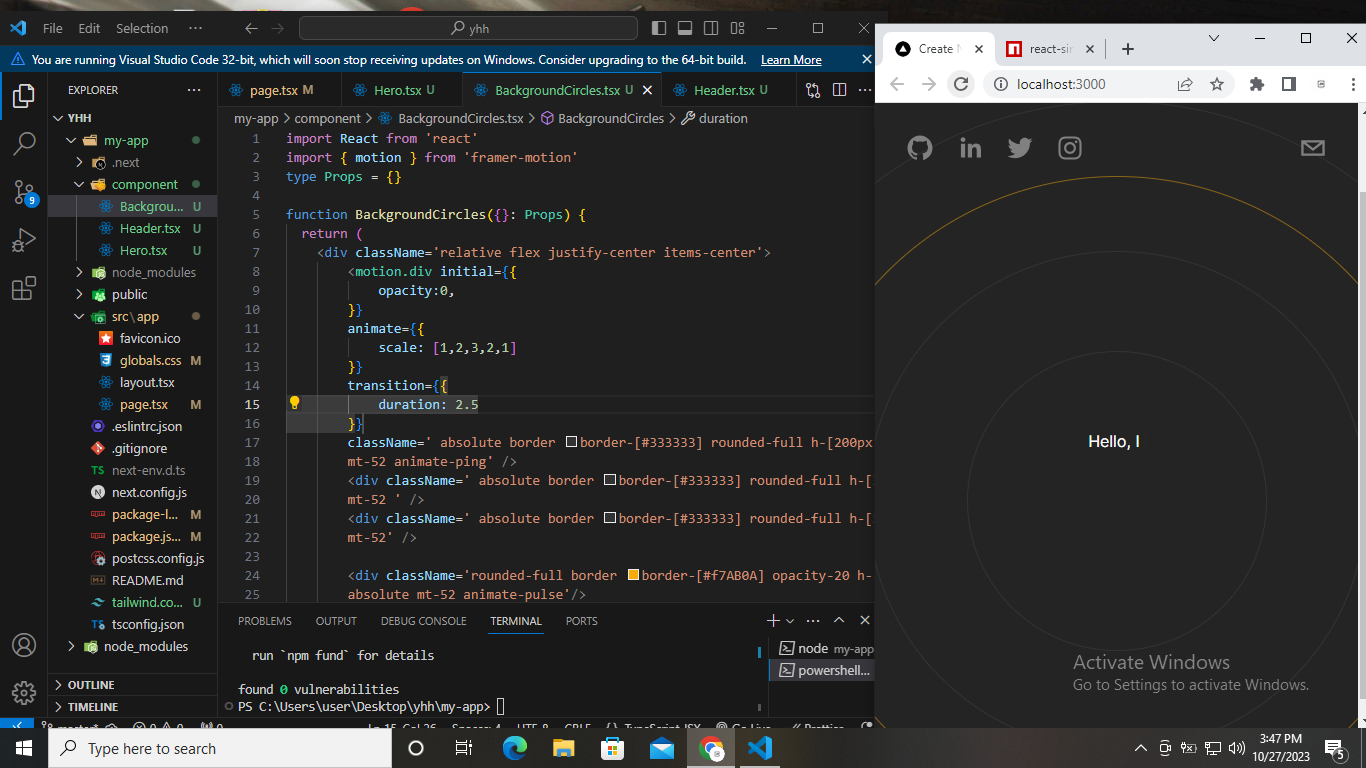 File Edit Selection ··· yhh
You are running Visual Studio Code 32-bit, which will soon stop receiving updates on Windows. Consider upgrading to the 64-bit build. Learn More
EXPLORER ···
YHH
my-app
.next
component
Backgrou... U
Header.tsx U
Hero.tsx U
node_modules
public
src\app
favicon.ico
globals.css M
layout.tsx
page.tsx M
.eslintrc.json
.gitignore
TS next-env.d.ts
next.config.js
package-l... M
package.js... M
postcss.config.js
README.md
tailwind.co... U
tsconfig.json
node_modules
OUTLINE
TIMELINE
page.tsx M Hero.tsx U BackgroundCircles.tsx U Header.tsx U ···
my-app > component > BackgroundCircles.tsx > BackgroundCircles > duration
1 import React from 'react'
2 import { motion } from 'framer-motion'
3 type Props = {}
4
5 function BackgroundCircles({}: Props) {
6 return (
7 <div className='relative flex justify-center items-center'>
8 <motion.div initial={{
9 opacity:0,
10 }}
11 animate={{
12 scale: [1,2,3,2,1]
13 }}
14 transition={{
15 duration: 2.5
16 }}
17 className=' absolute border border-[#333333] rounded-full h-[200px
18 mt-52 animate-ping' />
19 <div className=' absolute border border-[#333333] rounded-full h-[
20 mt-52 ' />
21 <div className=' absolute border border-[#333333] rounded-full h-[
22 mt-52' />
23
24 <div className='rounded-full border border-[#f7AB0A] opacity-20 h-
25 absolute mt-52 animate-pulse'/>
PROBLEMS OUTPUT DEBUG CONSOLE TERMINAL PORTS
run `npm fund` for details
found 0 vulnerabilities
PS C:\Users\user\Desktop\yhh\my-app>
node my-app
powershell...
Create
react-sir
localhost:3000
Hello, I
Activate Windows
Go to Settings to activate Windows.
Type here to search
3:47 PM
10/27/2023
5